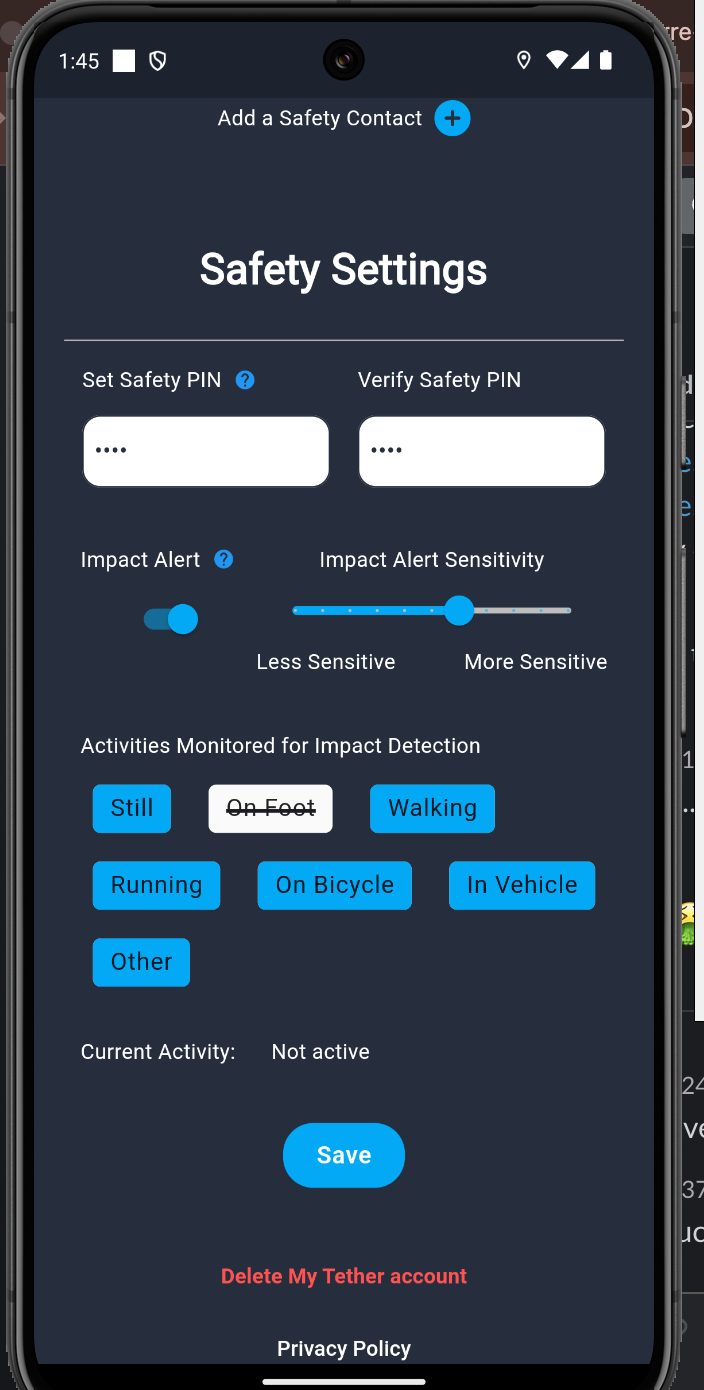 1:45
Add a Safety Contact
Safety Settings
Set Safety PIN ? Verify Safety PIN
•••• ••••
Impact Alert ? Impact Alert Sensitivity
Less Sensitive More Sensitive
Activities Monitored for Impact Detection
Still On Foot Walking
Running On Bicycle In Vehicle
Other
Current Activity: Not active
Save
Delete My Tether account
Privacy Policy